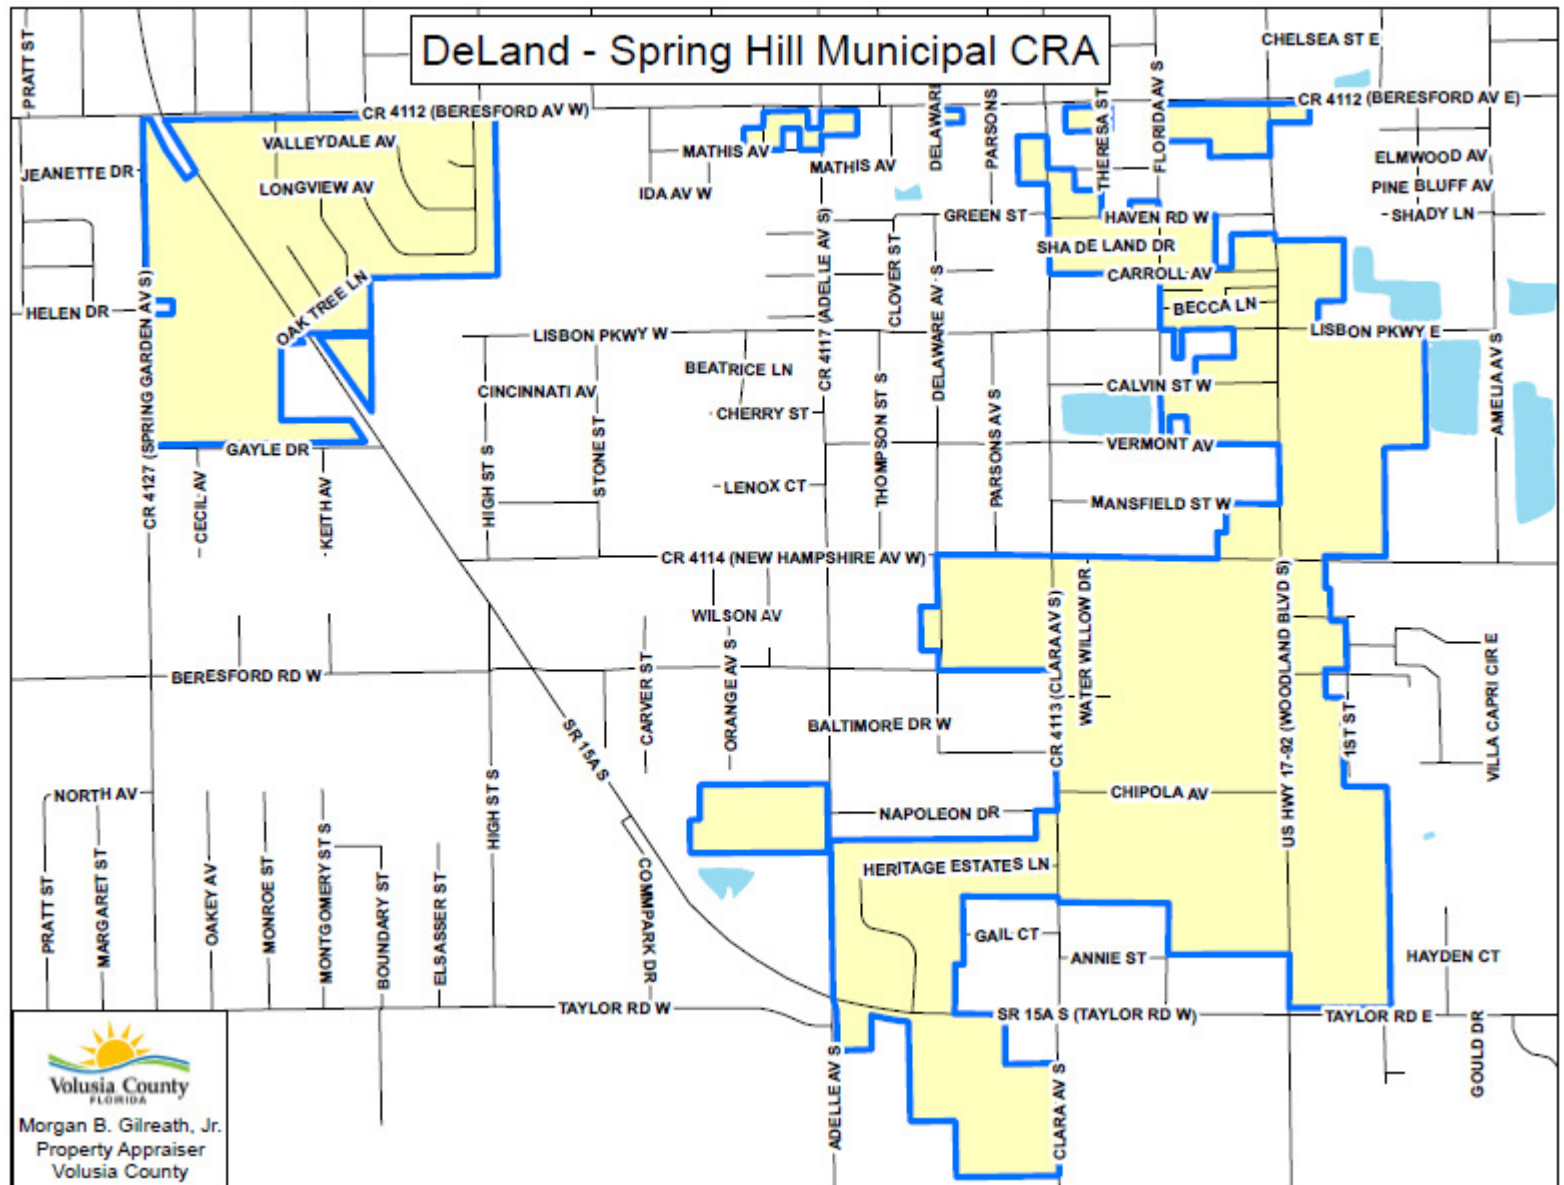 DeLand - Spring Hill Municipal CRA
CHELSEA ST E
PRATT ST
CR 4112 (BERESFORD AV W)
DELAWARE
PARSONS
THERESA ST
FLORIDA AV S
CR 4112 (BERESFORD AV E)
VALLEYDALE AV
MATHIS AV
MATHIS AV
ELMWOOD AV
JEANETTE DR
LONGVIEW AV
IDA AV W
PINE BLUFF AV
GREEN ST
HAVEN RD W
SHADY LN
SHA DE LAND DR
CLOVER ST
CARROLL AV
OAK TREE LN
BECCA LN
HELEN DR
CR 4127 (SPRING GARDEN AV S)
LISBON PKWY W
CR 4117 (ADELLE AV S)
DELAWARE AV S
LISBON PKWY E
BEATRICE LN
CINCINNATI AV
CALVIN ST W
AMELIA AV S
CHERRY ST
THOMPSON ST S
PARSONS AV S
GAYLE DR
STONE ST
VERMONT AV
HIGH ST S
LENOX CT
MANSFIELD ST W
CECIL AV
KEITH AV
CR 4114 (NEW HAMPSHIRE AV W)
WILSON AV
CR 4113 (CLARA AV S)
WATER WILLOW DR
US HWY 17-92 (WOODLAND BLVD S)
BERESFORD RD W
CARVER ST
ORANGE AV S
VILLA CAPRI CIR E
BALTIMORE DR W
1ST ST
SR 15A S
NORTH AV
HIGH ST S
NAPOLEON DR
CHIPOLA AV
HERITAGE ESTATES LN
PRATT ST
MARGARET ST
OAKEY AV
MONROE ST
MONTGOMERY ST S
BOUNDARY ST
ELSASSER ST
COMMPARK DR
GAIL CT
ANNIE ST
HAYDEN CT
TAYLOR RD W
SR 15A S (TAYLOR RD W)
TAYLOR RD E
GOULD DR
ADELLE AV S
CLARA AV S
Volusia County
FLORIDA
Morgan B. Gilreath, Jr.
Property Appraiser
Volusia County